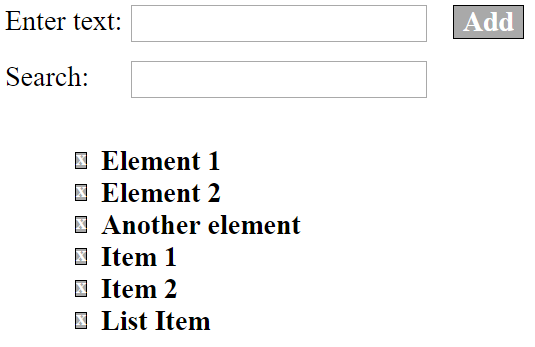 Enter text: Add
Search:
X Element 1
X Element 2
X Another element
X Item 1
X Item 2
X List Item